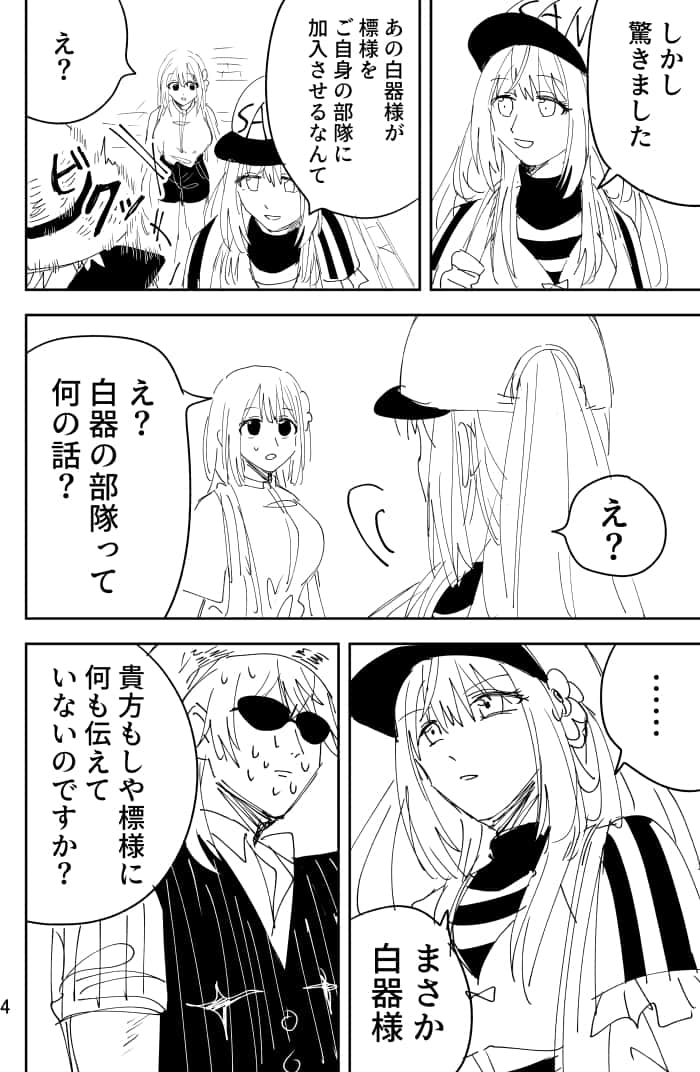 しかし
驚きました
SAN
あの白器様が
標様を
ご自身の部隊に
加入させるなんて
え？
ビクッ
え？
え？
白器の部隊って
何の話？
……
まさか
白器様
貴方もしや標様に
何も伝えて
いないのですか？
4